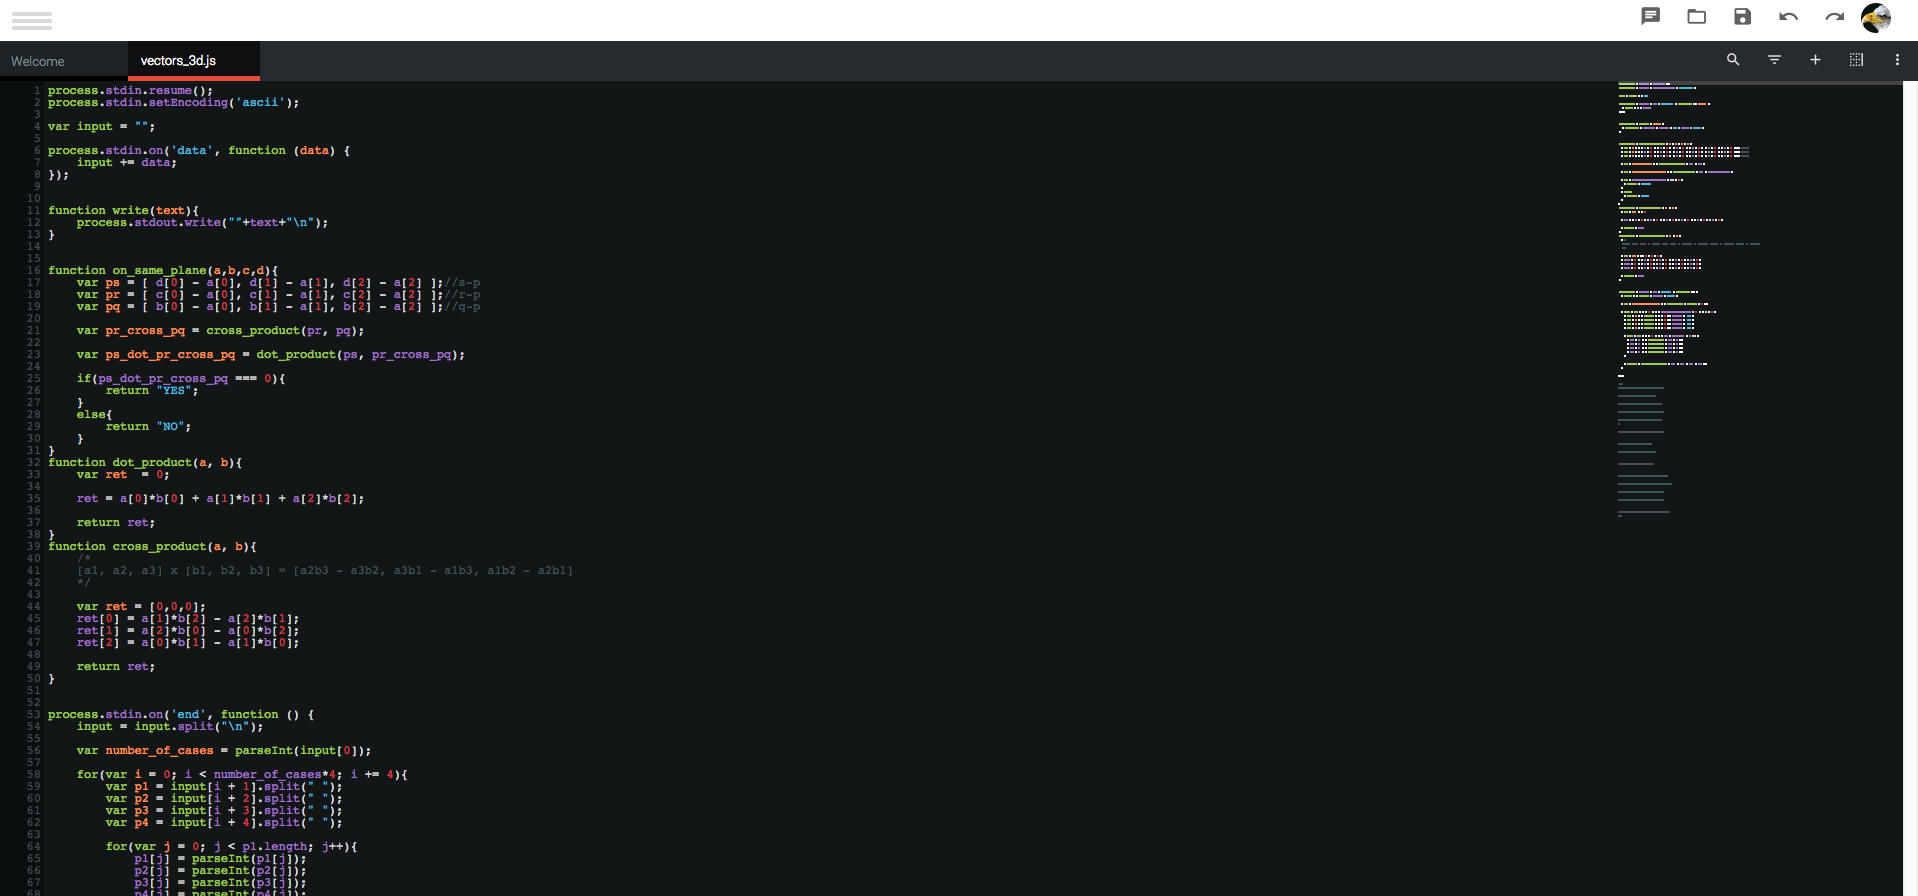 Welcome
vectors_3d.js
1 process.stdin.resume();
2 process.stdin.setEncoding('ascii');
3
4 var input = "";
5
6 process.stdin.on('data', function (data) {
7     input += data;
8 });
9
10
11 function write(text){
12     process.stdout.write(""+text+"\n");
13 }
14
15
16 function on_same_plane(a,b,c,d){
17     var ps = [ d[0] - a[0], d[1] - a[1], d[2] - a[2] ];//s-p
18     var pr = [ c[0] - a[0], c[1] - a[1], c[2] - a[2] ];//r-p
19     var pq = [ b[0] - a[0], b[1] - a[1], b[2] - a[2] ];//q-p
20
21     var pr_cross_pq = cross_product(pr, pq);
22
23     var ps_dot_pr_cross_pq = dot_product(ps, pr_cross_pq);
24
25     if(ps_dot_pr_cross_pq === 0){
26         return "YES";
27     }
28     else{
29         return "NO";
30     }
31 }
32 function dot_product(a, b){
33     var ret  = 0;
34
35     ret = a[0]*b[0] + a[1]*b[1] + a[2]*b[2];
36
37     return ret;
38 }
39 function cross_product(a, b){
40     /*
41     [a1, a2, a3] x [b1, b2, b3] = [a2b3 - a3b2, a3b1 - a1b3, a1b2 - a2b1]
42     */
43
44     var ret = [0,0,0];
45     ret[0] = a[1]*b[2] - a[2]*b[1];
46     ret[1] = a[2]*b[0] - a[0]*b[2];
47     ret[2] = a[0]*b[1] - a[1]*b[0];
48
49     return ret;
50 }
51
52
53 process.stdin.on('end', function () {
54     input = input.split("\n");
55
56     var number_of_cases = parseInt(input[0]);
57
58     for(var i = 0; i < number_of_cases*4; i += 4){
59         var p1 = input[i + 1].split(" ");
60         var p2 = input[i + 2].split(" ");
61         var p3 = input[i + 3].split(" ");
62         var p4 = input[i + 4].split(" ");
63
64         for(var j = 0; j < p1.length; j++){
65             p1[j] = parseInt(p1[j]);
66             p2[j] = parseInt(p2[j]);
67             p3[j] = parseInt(p3[j]);
68             p4[j] = parseInt(p4[j]);